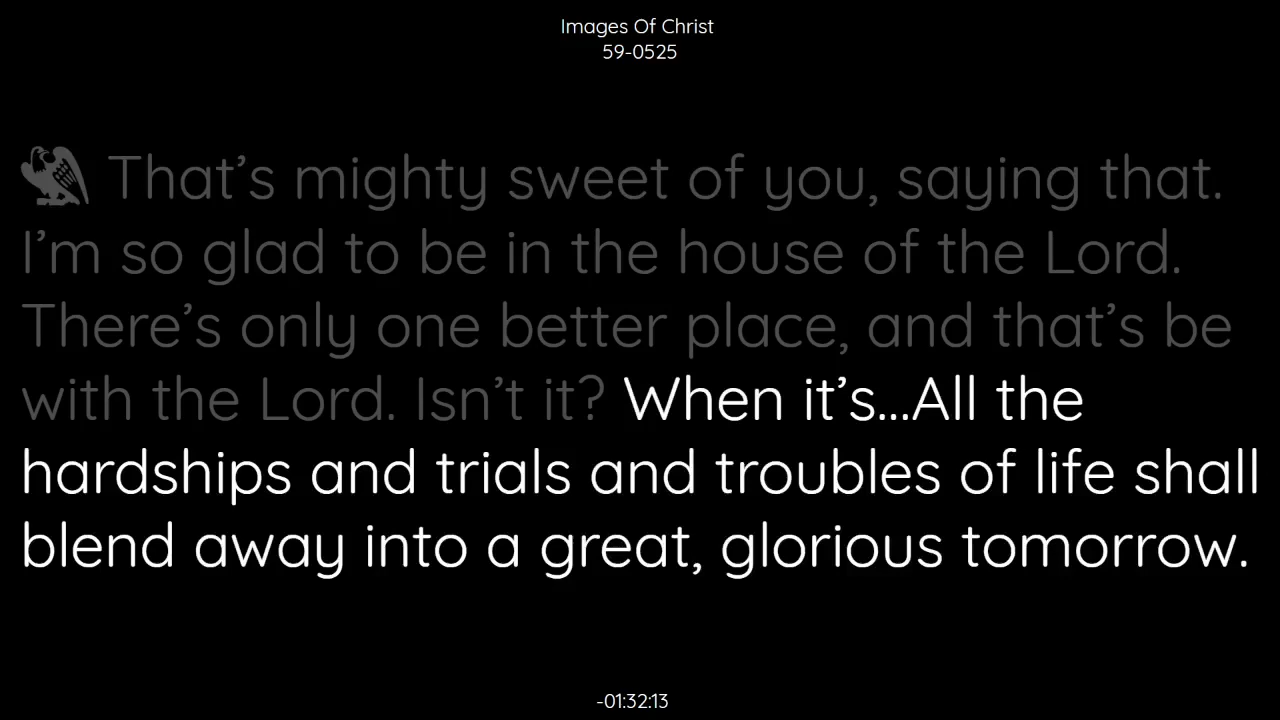 Images Of Christ
59-0525
That’s mighty sweet of you, saying that.
I’m so glad to be in the house of the Lord.
There’s only one better place, and that’s be
with the Lord. Isn’t it? When it’s...All the
hardships and trials and troubles of life shall
blend away into a great, glorious tomorrow.
-01:32:13